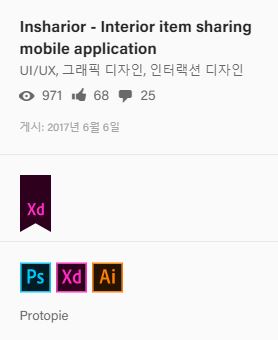 Insharior - Interior item sharing
mobile application
UI/UX, 그래픽 디자인, 인터랙션 디자인
971 68 25
게시: 2017년 6월 6일
Xd
Ps Xd Ai
Protopie